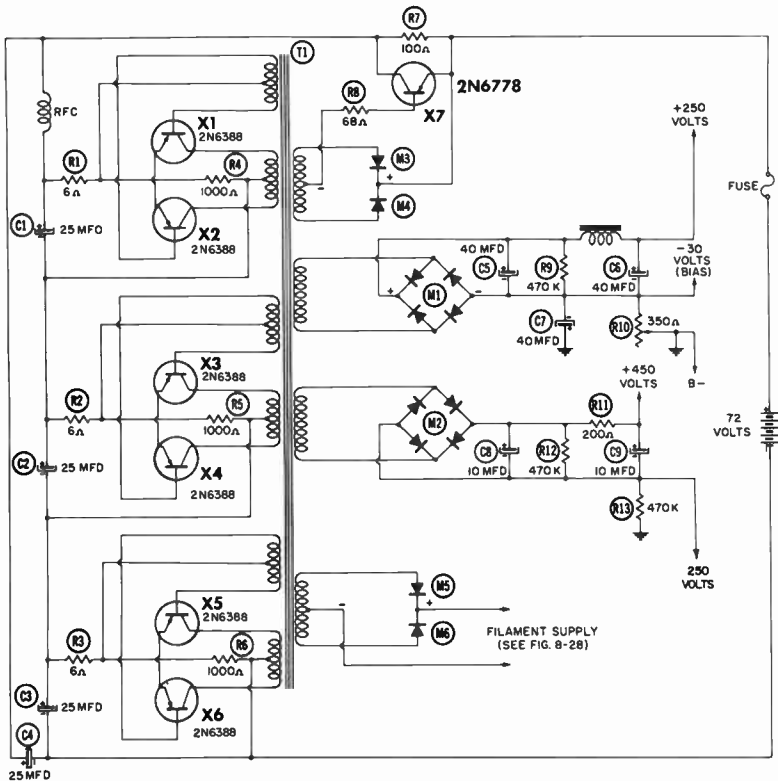 R7
100Ω
T1
2N6778
R8
68Ω
X7
+250
VOLTS
RFC
X1
2N6388
R4
1000Ω
R1
6Ω
M3
+
-
M4
FUSE
X2
2N6388
C1
25 MFD
-30
VOLTS
(BIAS)
40 MFD
C5
R9
470 K
C6
40 MFD
+
M1
-
C7
40 MFD
R10
350Ω
B-
X3
2N6388
R5
1000Ω
R2
6Ω
X4
2N6388
+450
VOLTS
R11
200Ω
M2
72
VOLTS
C2
25 MFD
C8
10 MFD
R12
470K
C9
10 MFD
R13
470K
250
VOLTS
X5
2N6388
R6
1000Ω
R3
6Ω
X6
2N6388
M5
+
-
M6
FILAMENT SUPPLY
(SEE FIG. 8-28)
C3
25 MFD
C4
25 MFD